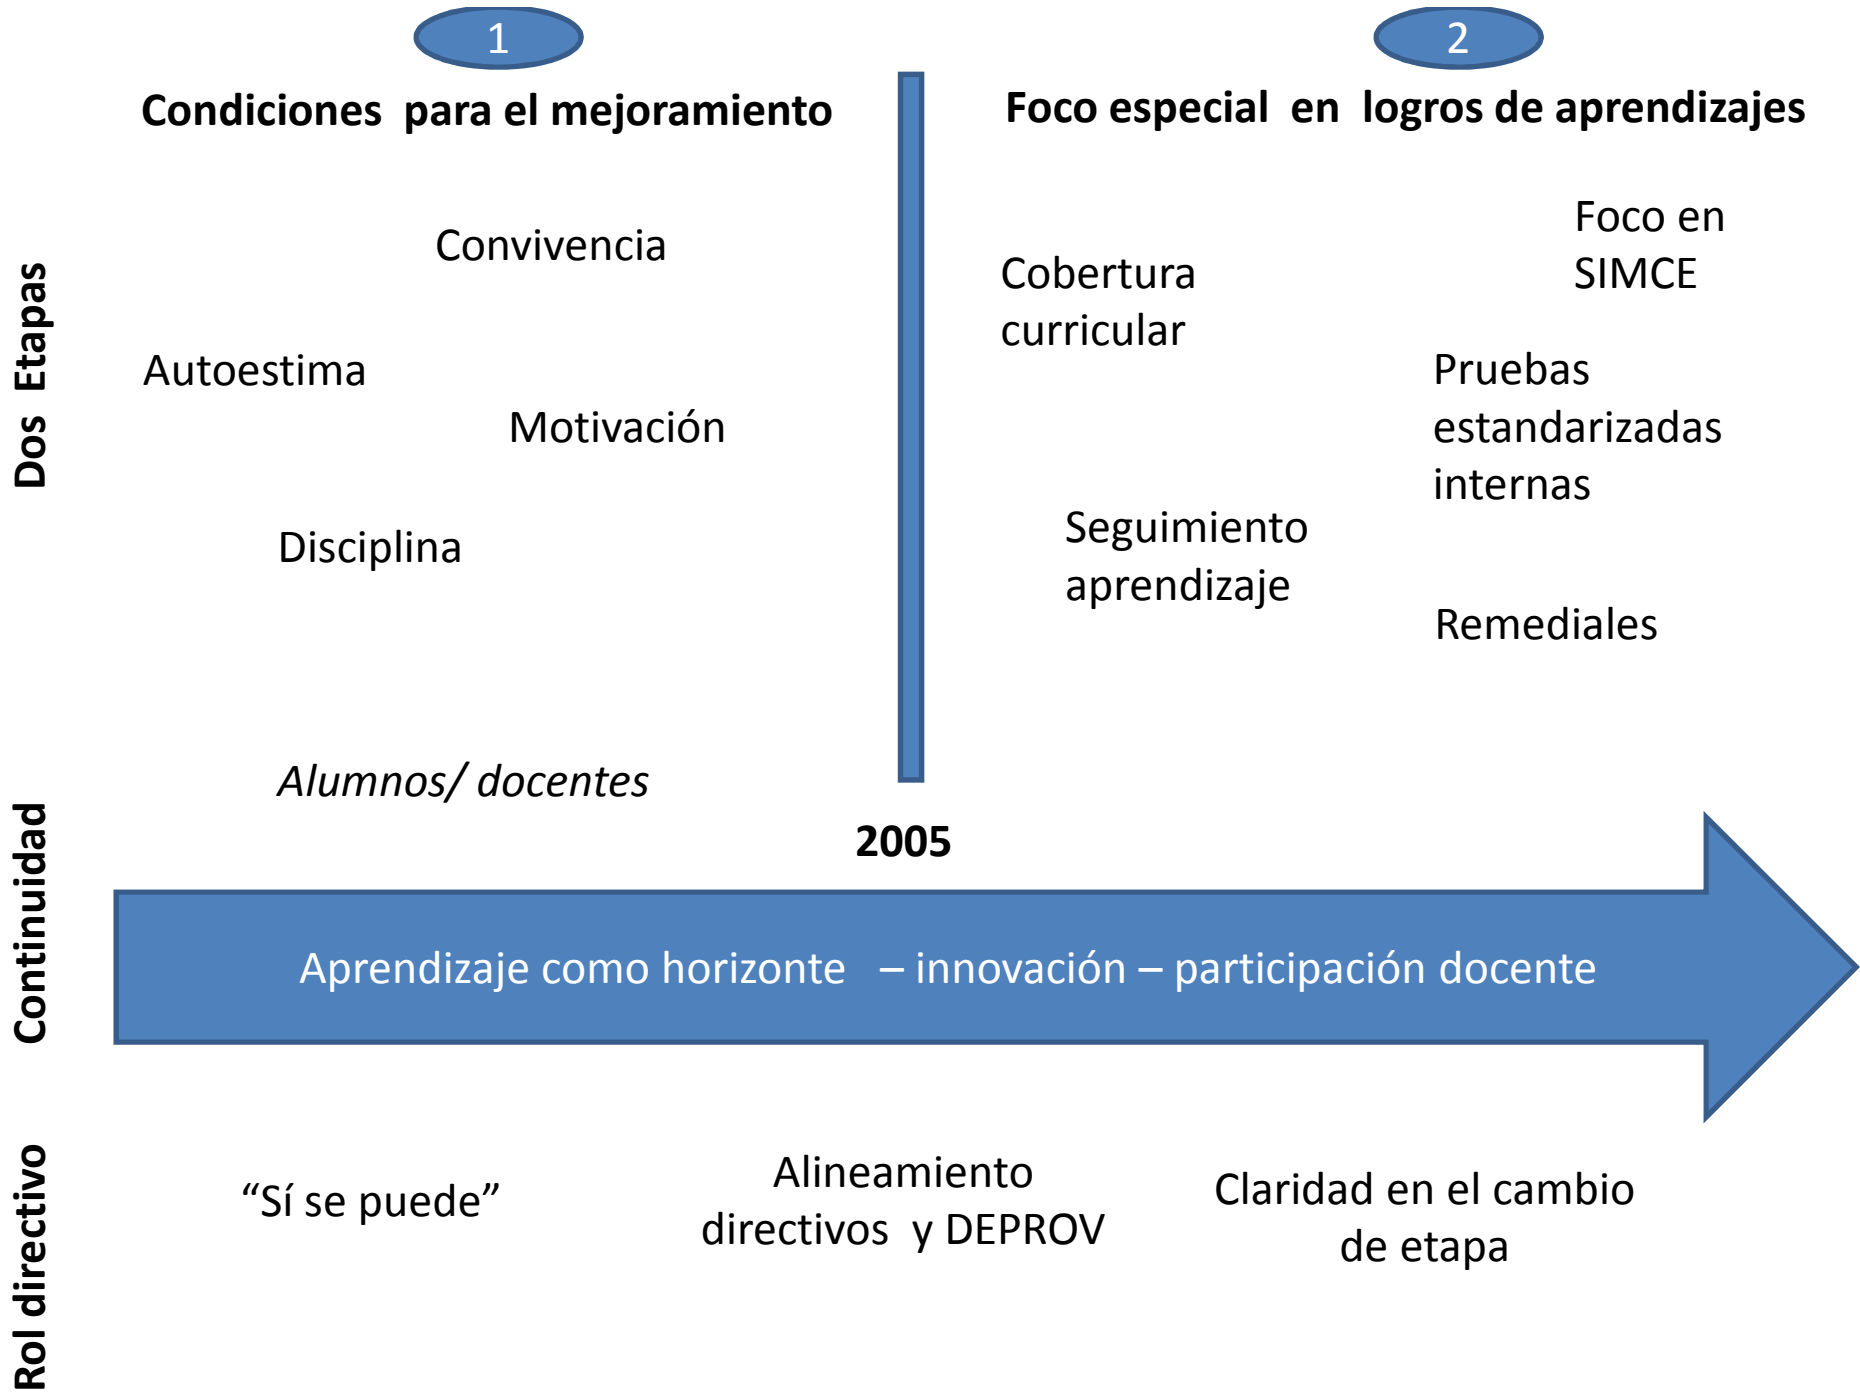 1
Condiciones para el mejoramiento
2
Foco especial en logros de aprendizajes
Dos Etapas
Convivencia
Autoestima
Motivación
Disciplina
Alumnos/ docentes
Cobertura
curricular
Foco en
SIMCE
Pruebas
estandarizadas
internas
Seguimiento
aprendizaje
Remediales
2005
Continuidad
Aprendizaje como horizonte – innovación – participación docente
Rol directivo
“Sí se puede”
Alineamiento
directivos y DEPROV
Claridad en el cambio
de etapa